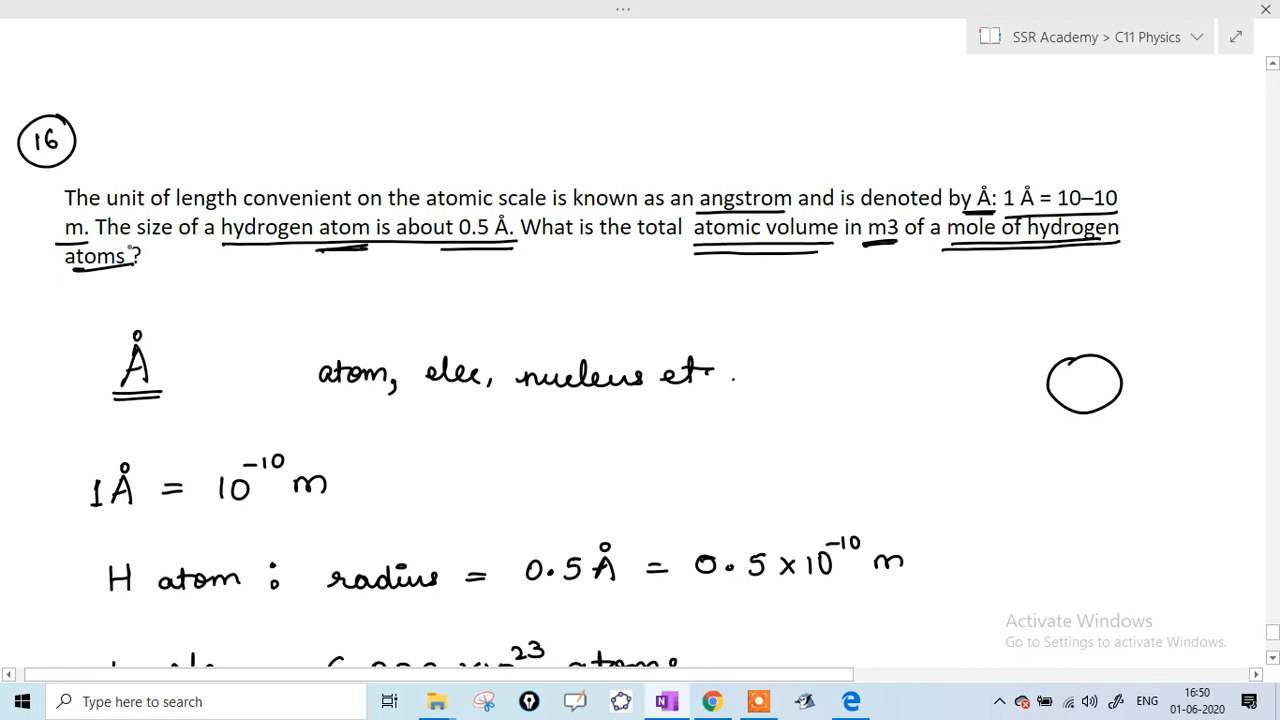 SSR Academy > C11 Physics
16
The unit of length convenient on the atomic scale is known as an angstrom and is denoted by Å: 1 Å = 10–10
m. The size of a hydrogen atom is about 0.5 Å. What is the total atomic volume in m3 of a mole of hydrogen
atoms ?
Å atom, elec, nucleus etc.
1Å = 10⁻¹⁰ m
H atom : radius = 0.5 Å = 0.5 × 10⁻¹⁰ m
×10²³ atoms
Activate Windows
Go to Settings to activate Windows.
Type here to search
ENG
16:50
01-06-2020